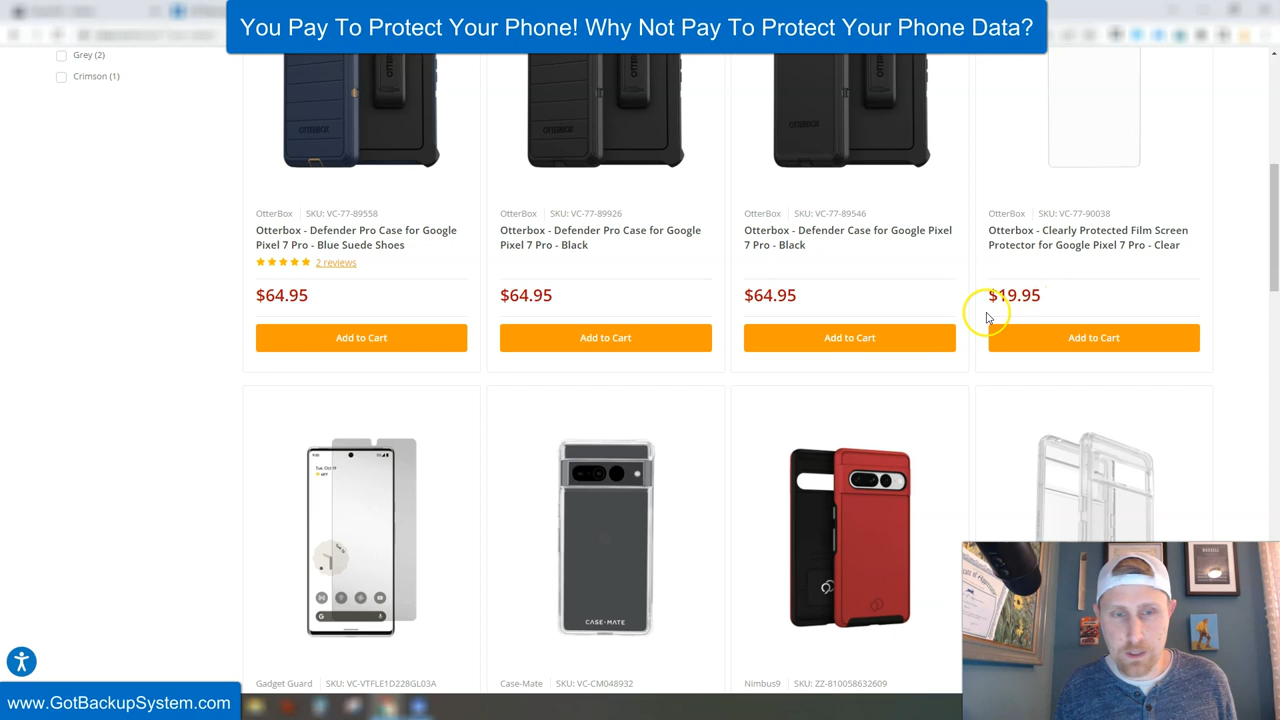 You Pay To Protect Your Phone! Why Not Pay To Protect Your Phone Data?
Grey (2)
Crimson (1)
OTTERBOX
OTTERBOX
OTTERBOX
OtterBox
SKU: VC-77-89558
Otterbox - Defender Pro Case for Google
Pixel 7 Pro - Blue Suede Shoes
2 reviews
$64.95
Add to Cart
OtterBox
SKU: VC-77-89926
Otterbox - Defender Pro Case for Google
Pixel 7 Pro - Black
$64.95
Add to Cart
OtterBox
SKU: VC-77-89546
Otterbox - Defender Case for Google Pixel
7 Pro - Black
$64.95
Add to Cart
OtterBox
SKU: VC-77-90038
Otterbox - Clearly Protected Film Screen
Protector for Google Pixel 7 Pro - Clear
$19.95
Add to Cart
CASE-MATE
Gadget Guard
SKU: VC-VTFLE1D228GL03A
Case-Mate
SKU: VC-CM048932
Nimbus9
SKU: ZZ-810058632609
www.GotBackupSystem.com